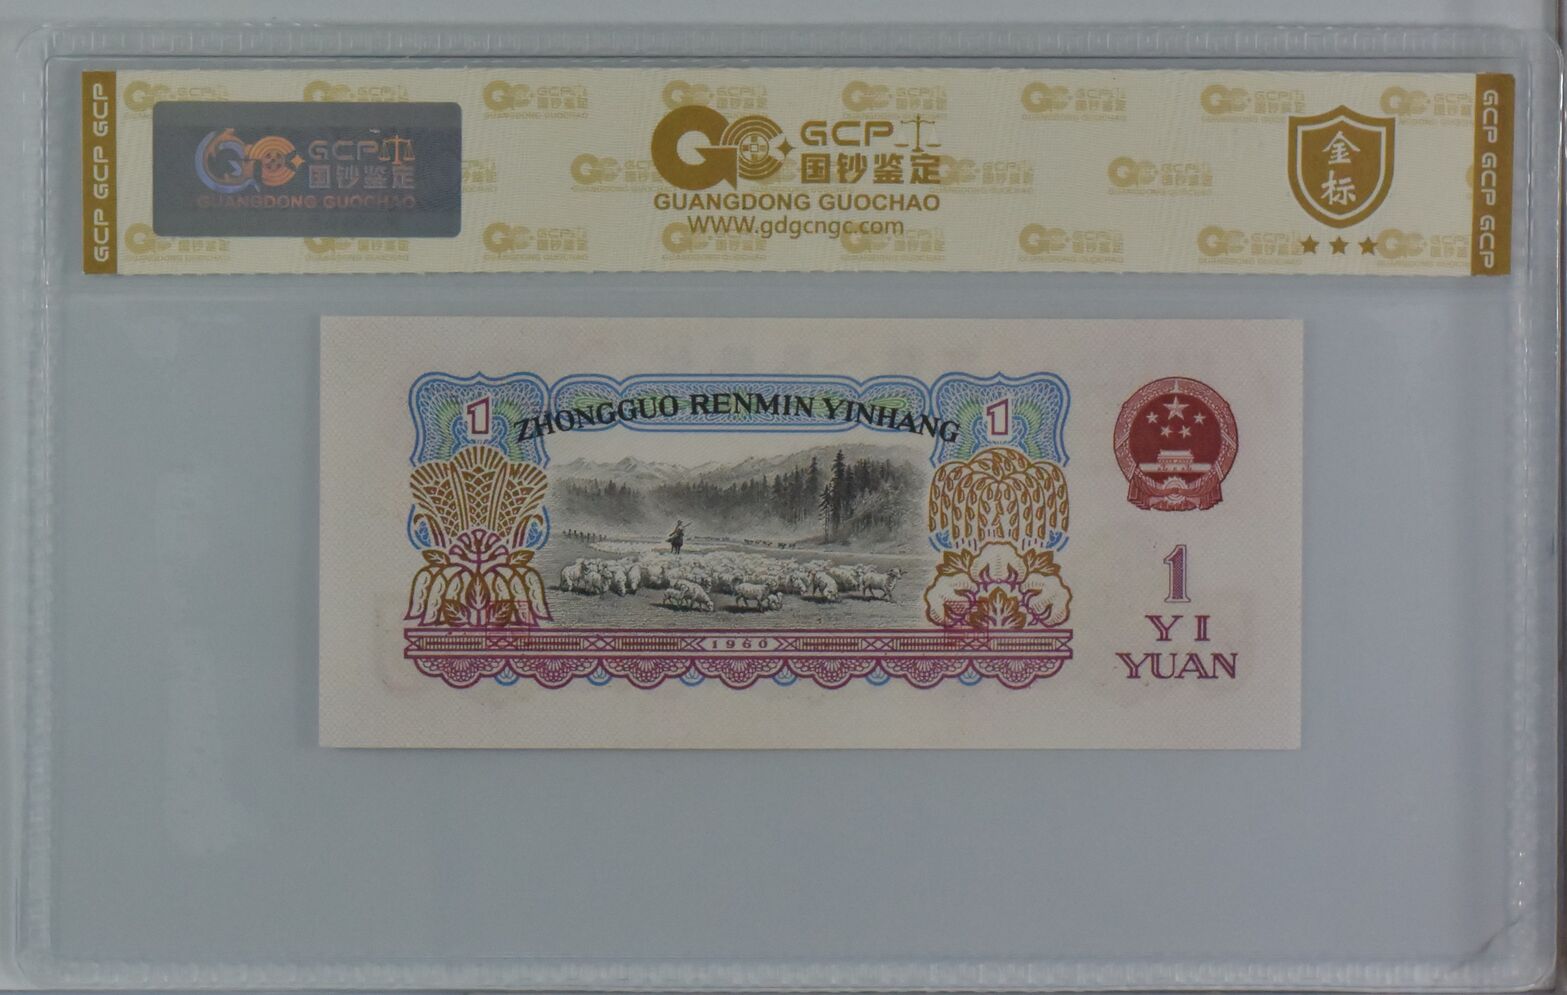 GCP GCP GCP
GCP
国钞鉴定
GUANGDONG GUOCHAO
GCP
国钞鉴定
GUANGDONG GUOCHAO
WWW.gdgcngc.com
金
标
GCP GCP GCP
ZHONGGUO RENMIN YINHANG
1
1
1960
1
YI
YUAN